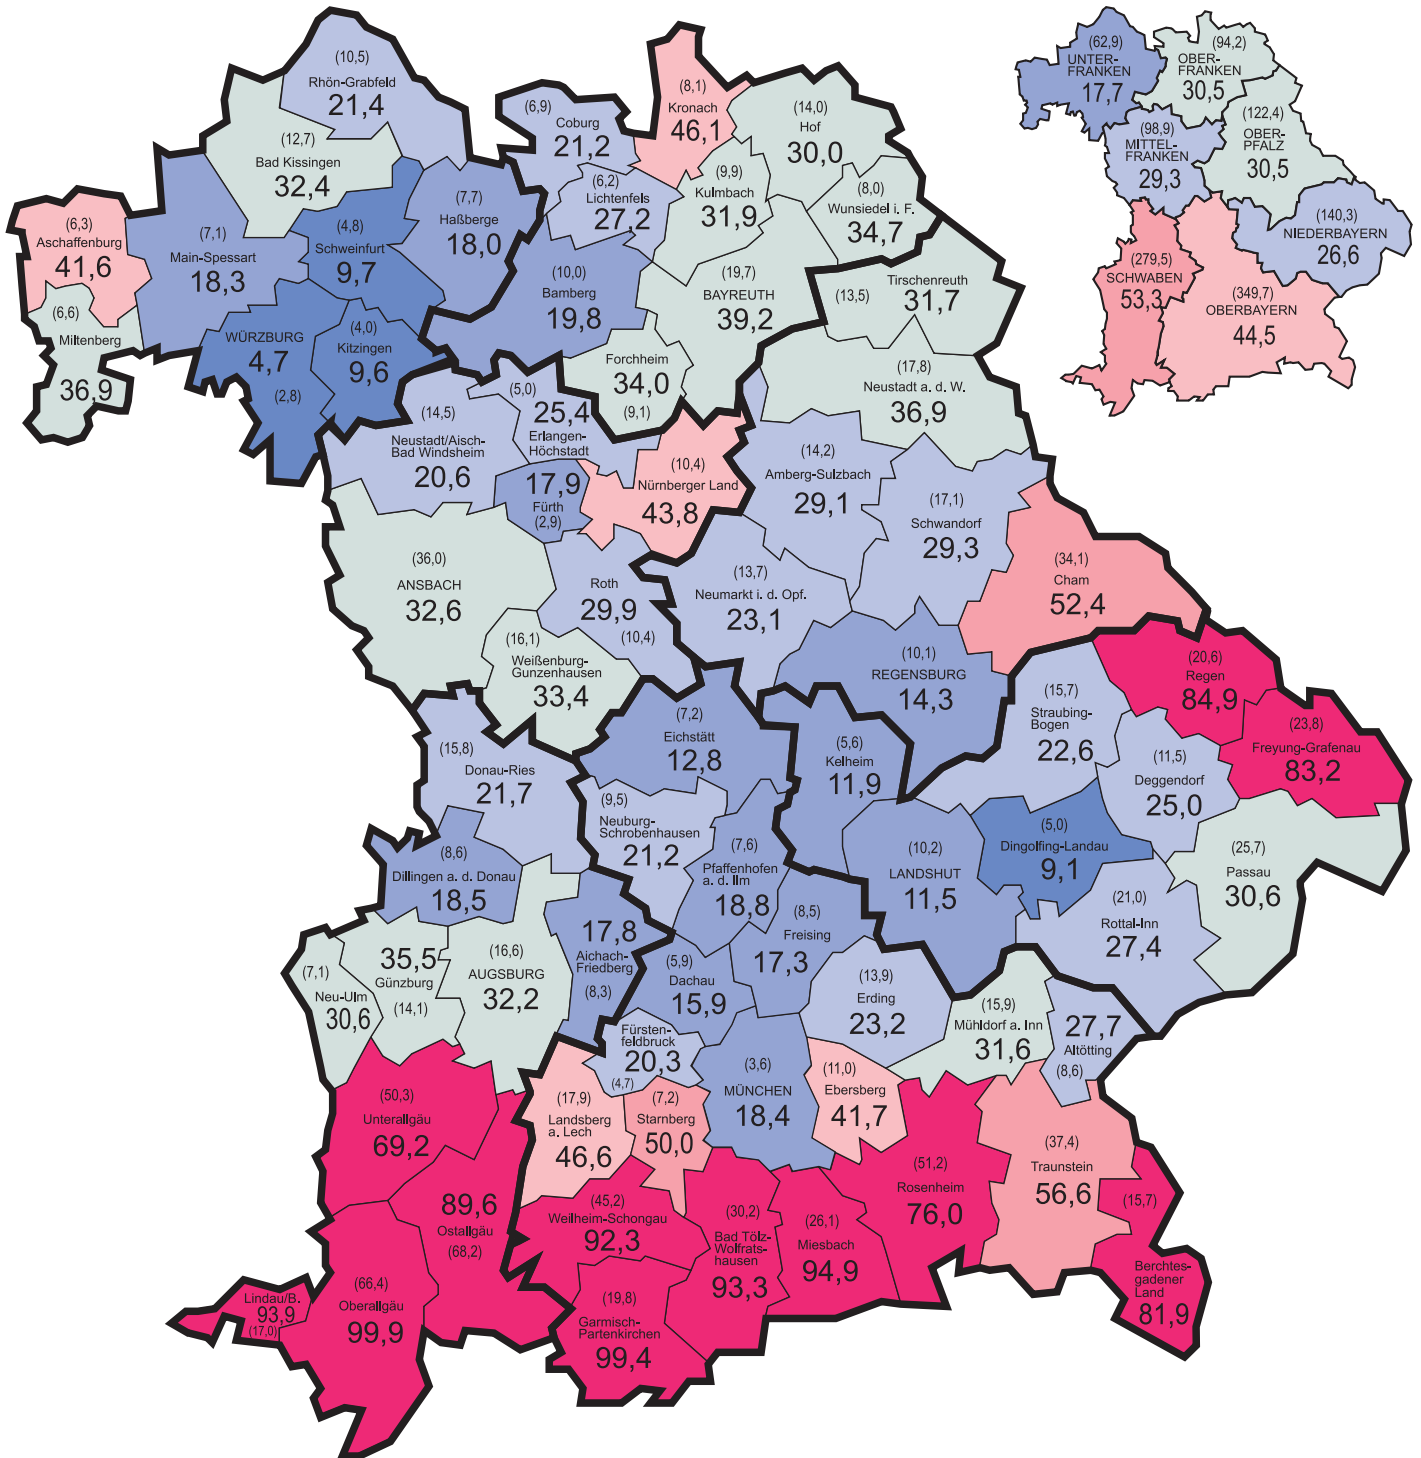 (10,5)
Rhön-Grabfeld
21,4
(12,7)
Bad Kissingen
32,4
(6,3)
Aschaffenburg
41,6
(7,1)
Main-Spessart
18,3
(4,8)
Schweinfurt
9,7
(7,7)
Haßberge
18,0
(6,6)
Miltenberg
36,9
WÜRZBURG
4,7
(2,8)
(4,0)
Kitzingen
9,6
(6,9)
Coburg
21,2
(8,1)
Kronach
46,1
(14,0)
Hof
30,0
(6,2)
Lichtenfels
27,2
(9,9)
Kulmbach
31,9
(8,0)
Wunsiedel i. F.
34,7
(10,0)
Bamberg
19,8
(19,7)
BAYREUTH
39,2
Forchheim
34,0
(9,1)
Tirschenreuth
(13,5)
31,7
(17,8)
Neustadt a. d. W.
36,9
(14,2)
Amberg-Sulzbach
29,1
(17,1)
Schwandorf
29,3
(34,1)
Cham
52,4
(13,7)
Neumarkt i. d. Opf.
23,1
(10,1)
REGENSBURG
14,3
(14,5)
Neustadt/Aisch-
Bad Windsheim
20,6
(5,0)
25,4
Erlangen-
Höchstadt
17,9
Fürth
(2,9)
(10,4)
Nürnberger Land
43,8
(36,0)
ANSBACH
32,6
Roth
29,9
(10,4)
(16,1)
Weißenburg-
Gunzenhausen
33,4
(20,6)
Regen
84,9
(23,8)
Freyung-Grafenau
83,2
(15,7)
Straubing-
Bogen
22,6
(11,5)
Deggendorf
25,0
(5,6)
Kelheim
11,9
(10,2)
LANDSHUT
11,5
(5,0)
Dingolfing-Landau
9,1
(25,7)
Passau
30,6
(21,0)
Rottal-Inn
27,4
(15,8)
Donau-Ries
21,7
(8,6)
Dillingen a. d. Donau
18,5
(7,1)
Neu-Ulm
30,6
35,5
Günzburg
(14,1)
(16,6)
AUGSBURG
32,2
17,8
Aichach-
Friedberg
(8,3)
(50,3)
Unterallgäu
69,2
89,6
Ostallgäu
(68,2)
(66,4)
Oberallgäu
99,9
Lindau/B.
93,9
(17,0)
(7,2)
Eichstätt
12,8
(9,5)
Neuburg-
Schrobenhausen
21,2
(7,6)
Pfaffenhofen
a. d. Ilm
18,8
(8,5)
Freising
17,3
(5,9)
Dachau
15,9
(13,9)
Erding
23,2
(15,9)
Mühldorf a. Inn
31,6
27,7
Altötting
(8,6)
Fürsten-
feldbruck
20,3
(4,7)
(3,6)
MÜNCHEN
18,4
(11,0)
Ebersberg
41,7
(17,9)
Landsberg
a. Lech
46,6
(7,2)
Starnberg
50,0
(45,2)
Weilheim-Schongau
92,3
(30,2)
Bad Tölz-
Wolfrats-
hausen
93,3
(26,1)
Miesbach
94,9
(51,2)
Rosenheim
76,0
(37,4)
Traunstein
56,6
(15,7)
Berchtes-
gadener
Land
81,9
(19,8)
Garmisch-
Partenkirchen
99,4
(62,9)
UNTER-
FRANKEN
17,7
(94,2)
OBER-
FRANKEN
30,5
(98,9)
MITTEL-
FRANKEN
29,3
(122,4)
OBER-
PFALZ
30,5
(140,3)
NIEDERBAYERN
26,6
(279,5)
SCHWABEN
53,3
(349,7)
OBERBAYERN
44,5